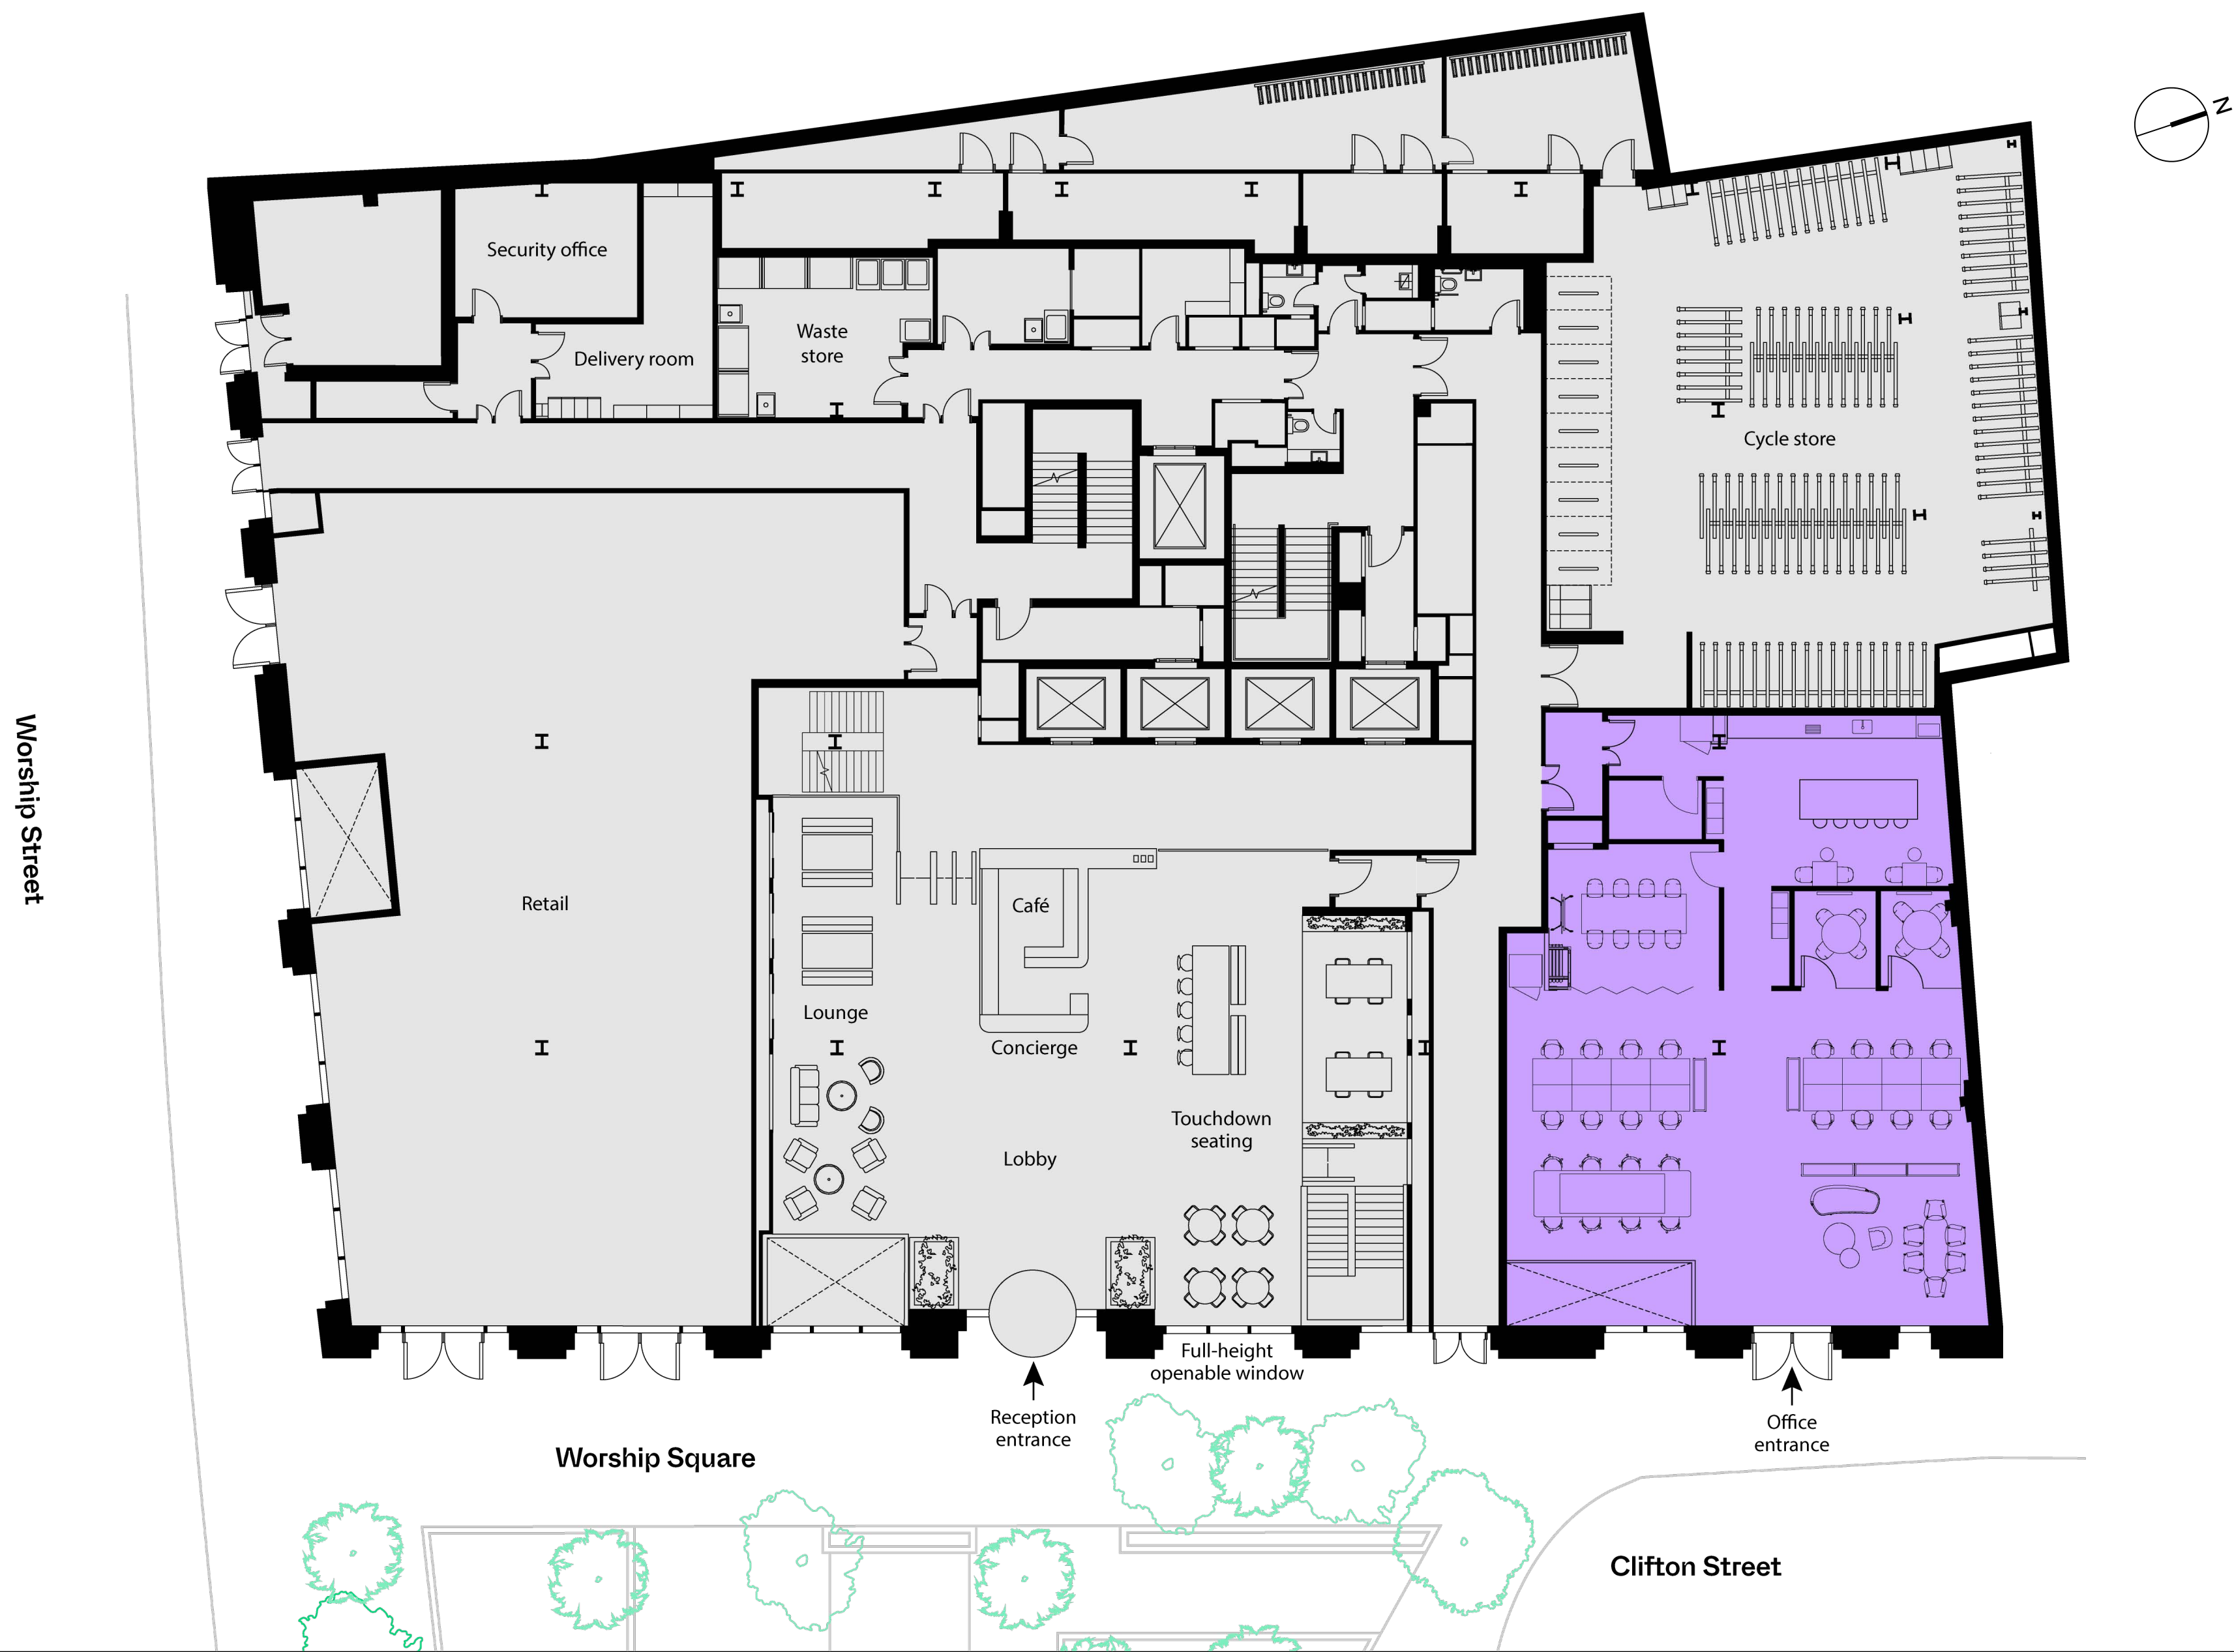 N
Security office
Delivery room
Waste
store
Cycle store
Worship Street
Retail
Café
Lounge
Concierge
Touchdown
seating
Lobby
Full-height
openable window
Reception
entrance
Office
entrance
Worship Square
Clifton Street